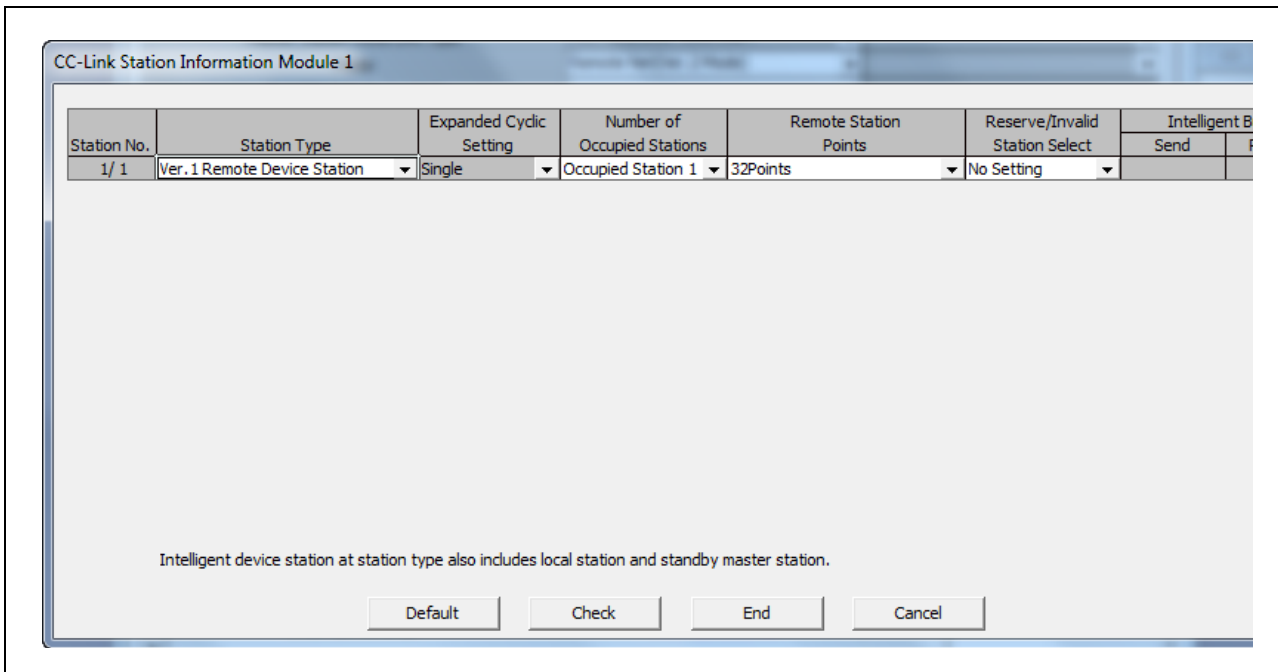 CC-Link Station Information Module 1
Expanded Cyclic Number of Remote Station Reserve/Invalid Intelligent B
Station No. Station Type Setting Occupied Stations Points Station Select Send
1/ 1 Ver.1 Remote Device Station Single Occupied Station 1 32Points No Setting
Intelligent device station at station type also includes local station and standby master station.
Default Check End Cancel